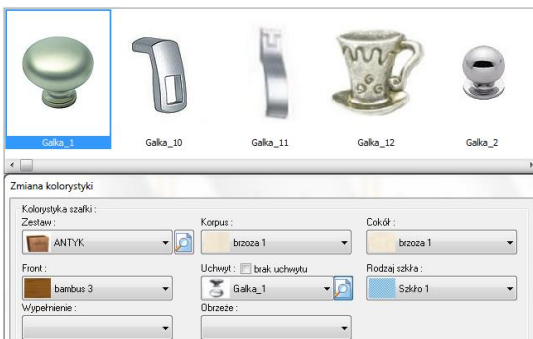 Galka_1 Galka_10 Galka_11 Galka_12 Galka_2
Zmiana kolorystyki
Kolorystyka szafki :
Zestaw : Korpus : Cokół :
ANTYK brzoza 1 brzoza 1
Front : Uchwyt : brak uchwytu Rodzaj szkła :
bambus 3 Galka_1 Szkło 1
Wypełnienie : Obrzeże :